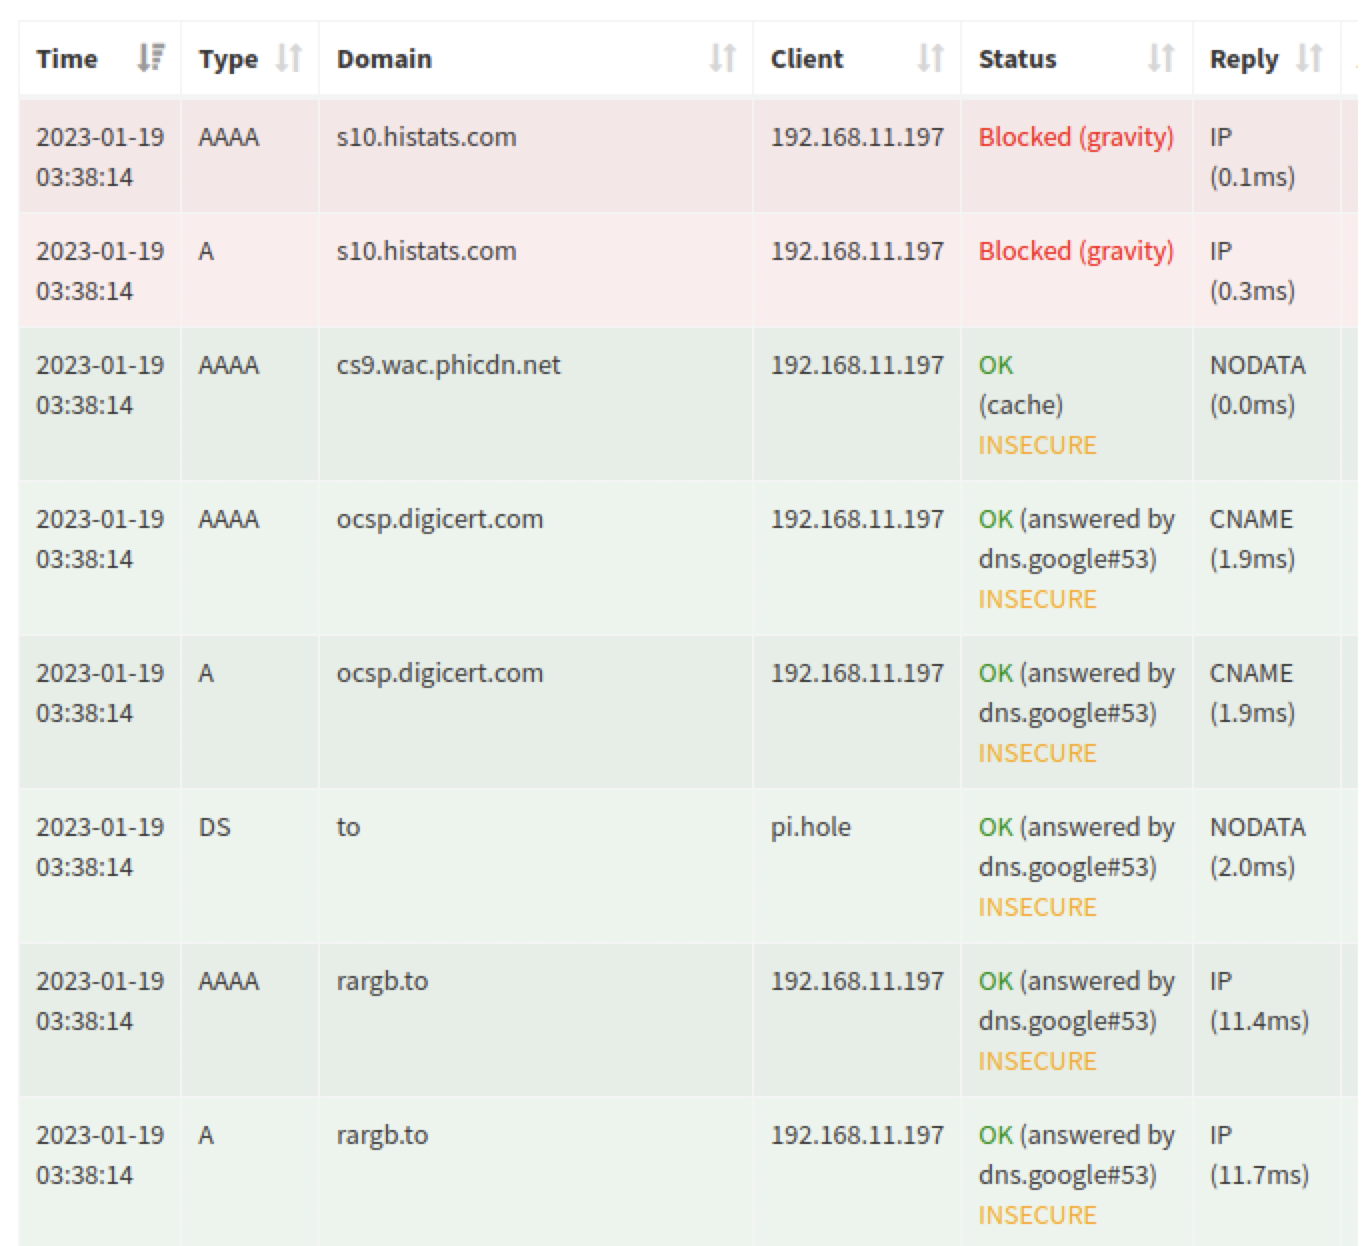 Time Type Domain Client Status Reply
2023-01-19 AAAA s10.histats.com 192.168.11.197 Blocked (gravity) IP
03:38:14 (0.1ms)
2023-01-19 A s10.histats.com 192.168.11.197 Blocked (gravity) IP
03:38:14 (0.3ms)
2023-01-19 AAAA cs9.wac.phicdn.net 192.168.11.197 OK NODATA
03:38:14 (cache) (0.0ms)
INSECURE
2023-01-19 AAAA ocsp.digicert.com 192.168.11.197 OK (answered by CNAME
03:38:14 dns.google#53) (1.9ms)
INSECURE
2023-01-19 A ocsp.digicert.com 192.168.11.197 OK (answered by CNAME
03:38:14 dns.google#53) (1.9ms)
INSECURE
2023-01-19 DS to pi.hole OK (answered by NODATA
03:38:14 dns.google#53) (2.0ms)
INSECURE
2023-01-19 AAAA rargb.to 192.168.11.197 OK (answered by IP
03:38:14 dns.google#53) (11.4ms)
INSECURE
2023-01-19 A rargb.to 192.168.11.197 OK (answered by IP
03:38:14 dns.google#53) (11.7ms)
INSECURE